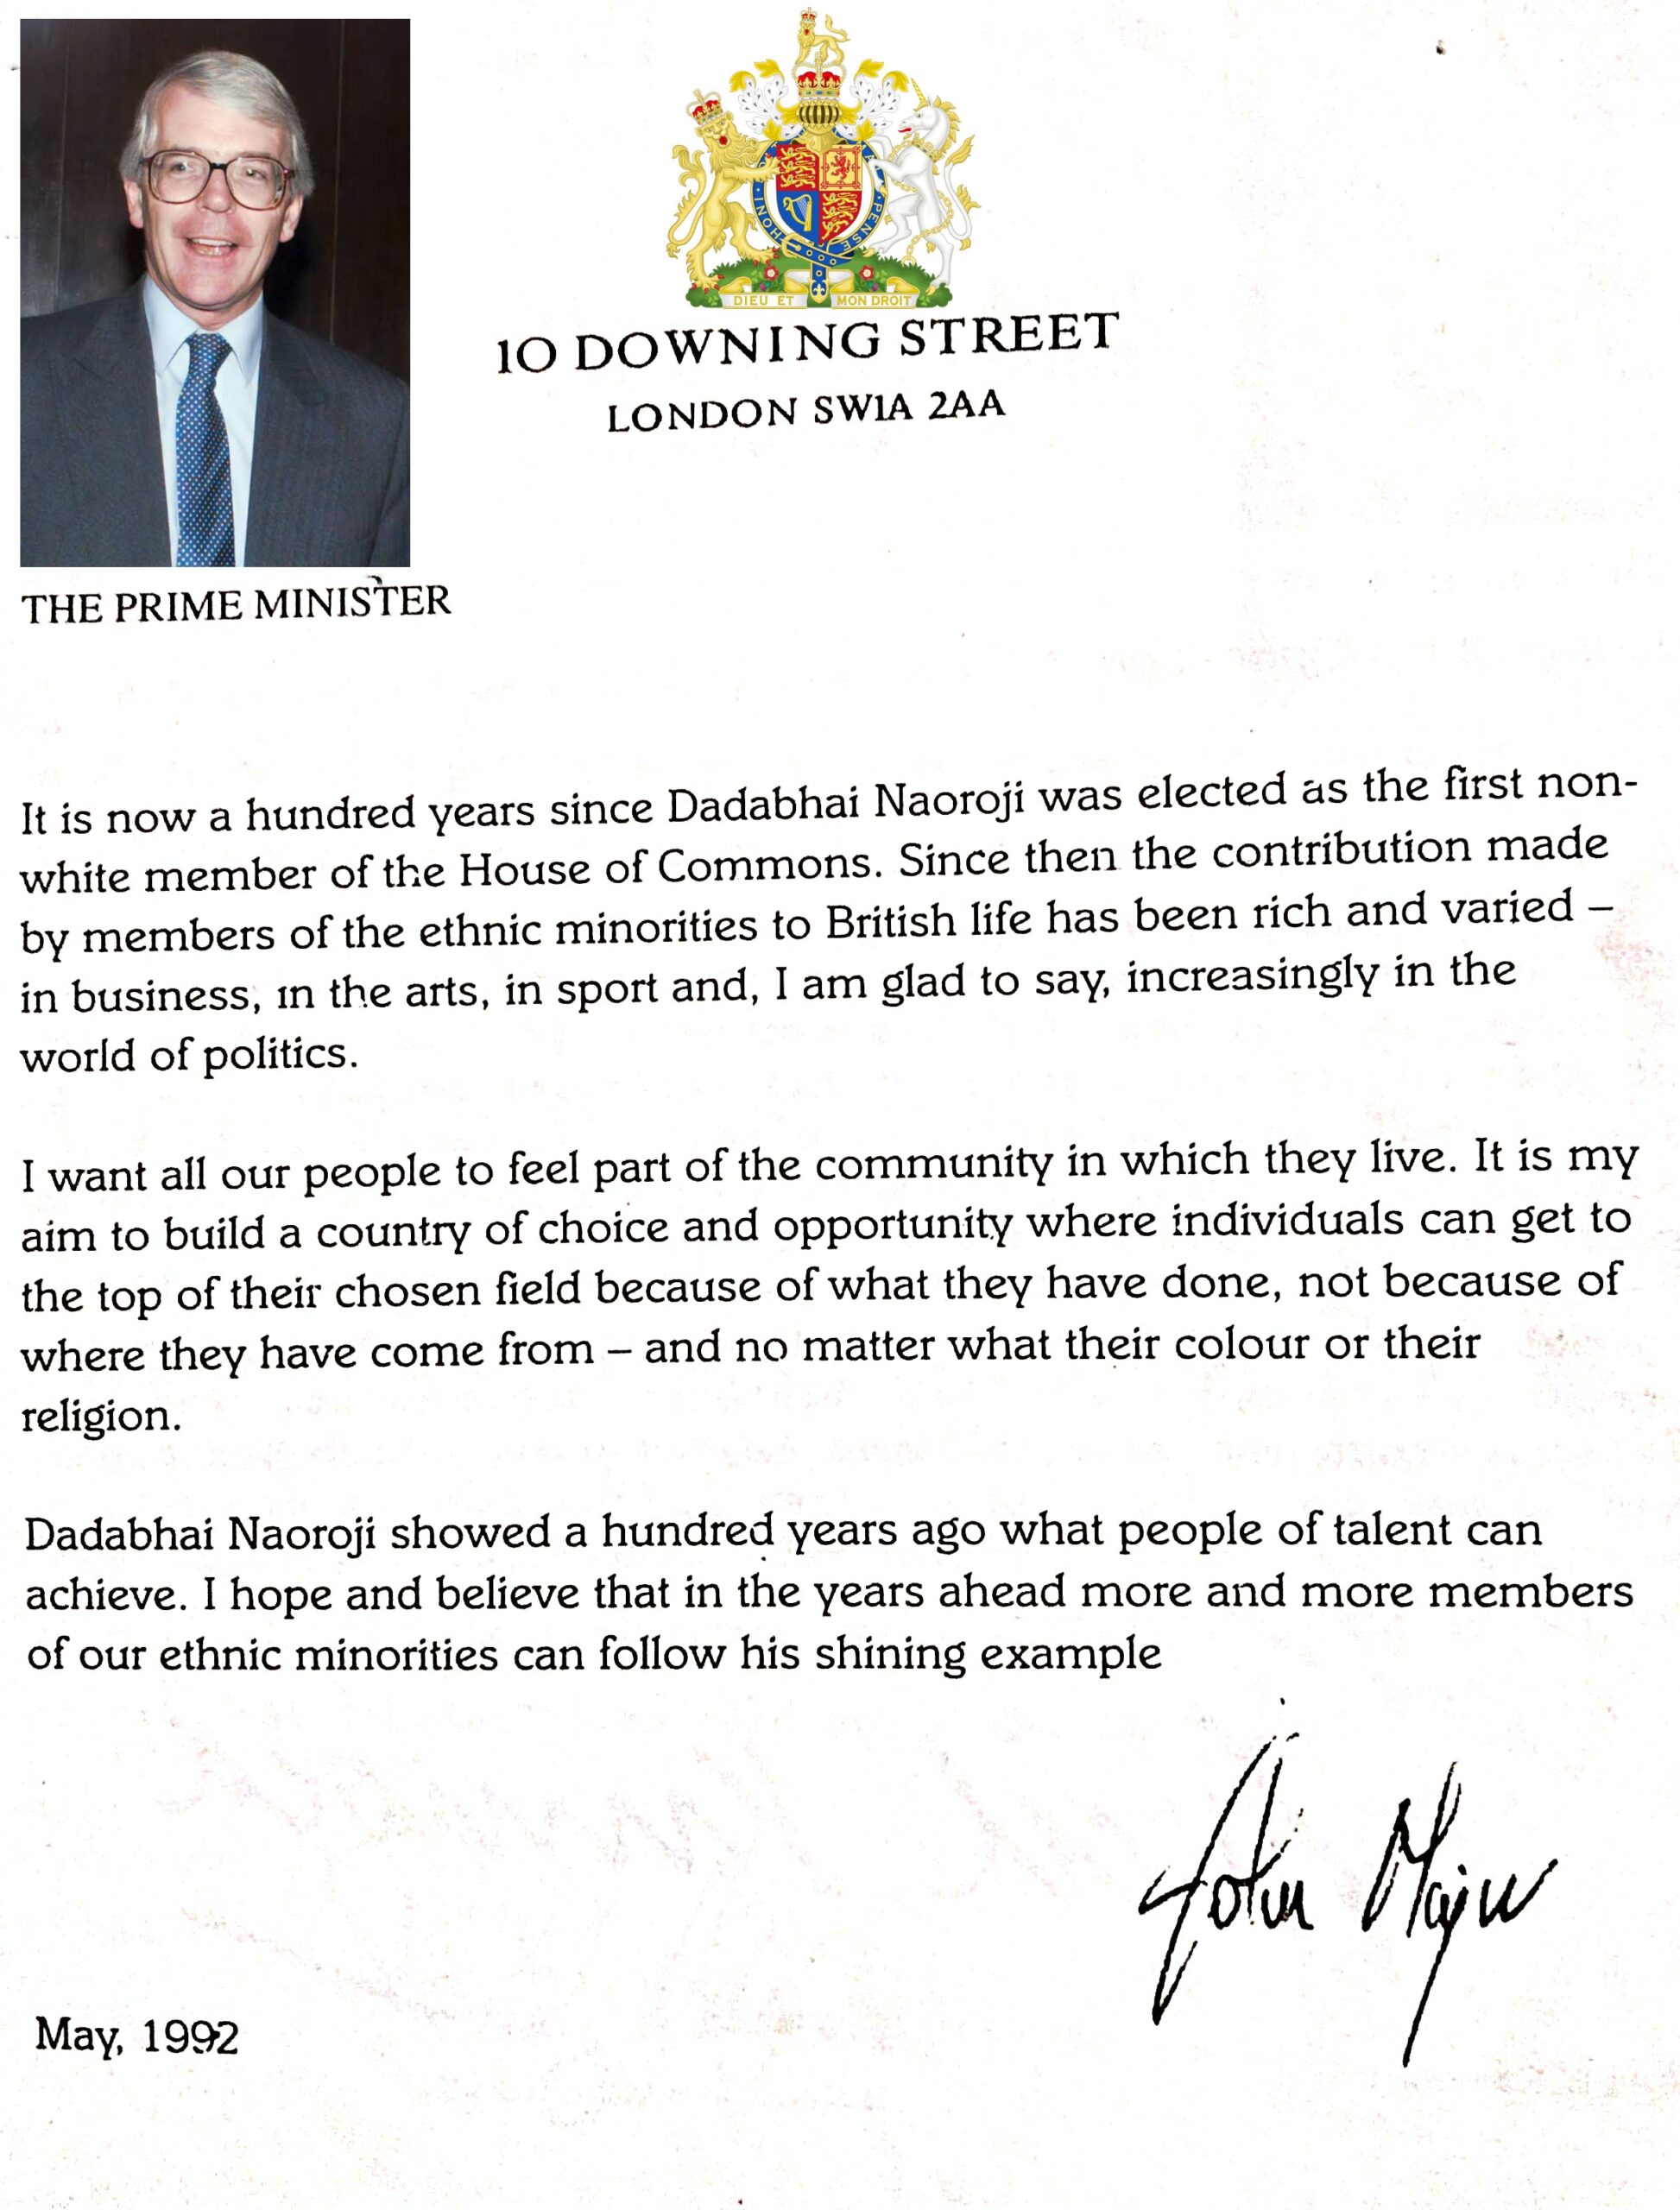 HONI
PENSE
DIEU ET MON DROIT
10 DOWNING STREET
LONDON SW1A 2AA
THE PRIME MINISTER
It is now a hundred years since Dadabhai Naoroji was elected as the first non-
white member of the House of Commons. Since then the contribution made
by members of the ethnic minorities to British life has been rich and varied –
in business, in the arts, in sport and, I am glad to say, increasingly in the
world of politics.
I want all our people to feel part of the community in which they live. It is my
aim to build a country of choice and opportunity where individuals can get to
the top of their chosen field because of what they have done, not because of
where they have come from – and no matter what their colour or their
religion.
Dadabhai Naoroji showed a hundred years ago what people of talent can
achieve. I hope and believe that in the years ahead more and more members
of our ethnic minorities can follow his shining example
John Major
May, 1992